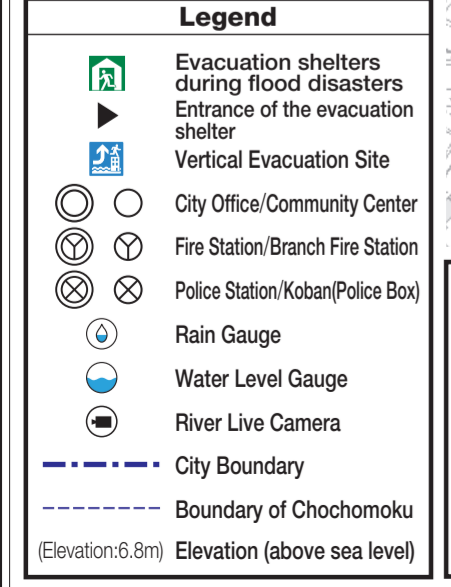 Legend
Evacuation shelters
during flood disasters
Entrance of the evacuation
shelter
Vertical Evacuation Site
City Office/Community Center
Fire Station/Branch Fire Station
Police Station/Koban(Police Box)
Rain Gauge
Water Level Gauge
River Live Camera
City Boundary
Boundary of Chochomoku
(Elevation:6.8m) Elevation (above sea level)